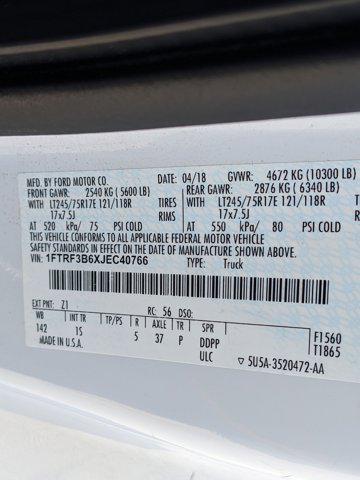 MFD. BY FORD MOTOR CO.
DATE: 04/18 GVWR: 4672 KG (10300 LB)
FRONT GAWR: REAR GAWR:
2540 KG ( 5600 LB) 2876 KG ( 6340 LB)
WITH LT245/75R17E 121/118R TIRES WITH LT245/75R17E 121/118R
17x7.5J RIMS 17x7.5J
AT 520 kPa/ 75 PSI COLD AT 550 kPa/ 80 PSI COLD
THIS VEHICLE CONFORMS TO ALL APPLICABLE FEDERAL MOTOR VEHICLE
SAFETY STANDARDS IN EFFECT ON THE DATE OF MANUFACTURE SHOWN ABOVE.
VIN: 1FTRF3B6XJEC40766 TYPE: Truck
EXT PNT: Z1 RC: 56 DSO:
WB INT TR TP/PS R AXLE TR SPR
142 1S 5 37 P DDPP F1560
MADE IN U.S.A. ULC T1865
5U5A-3520472-AA